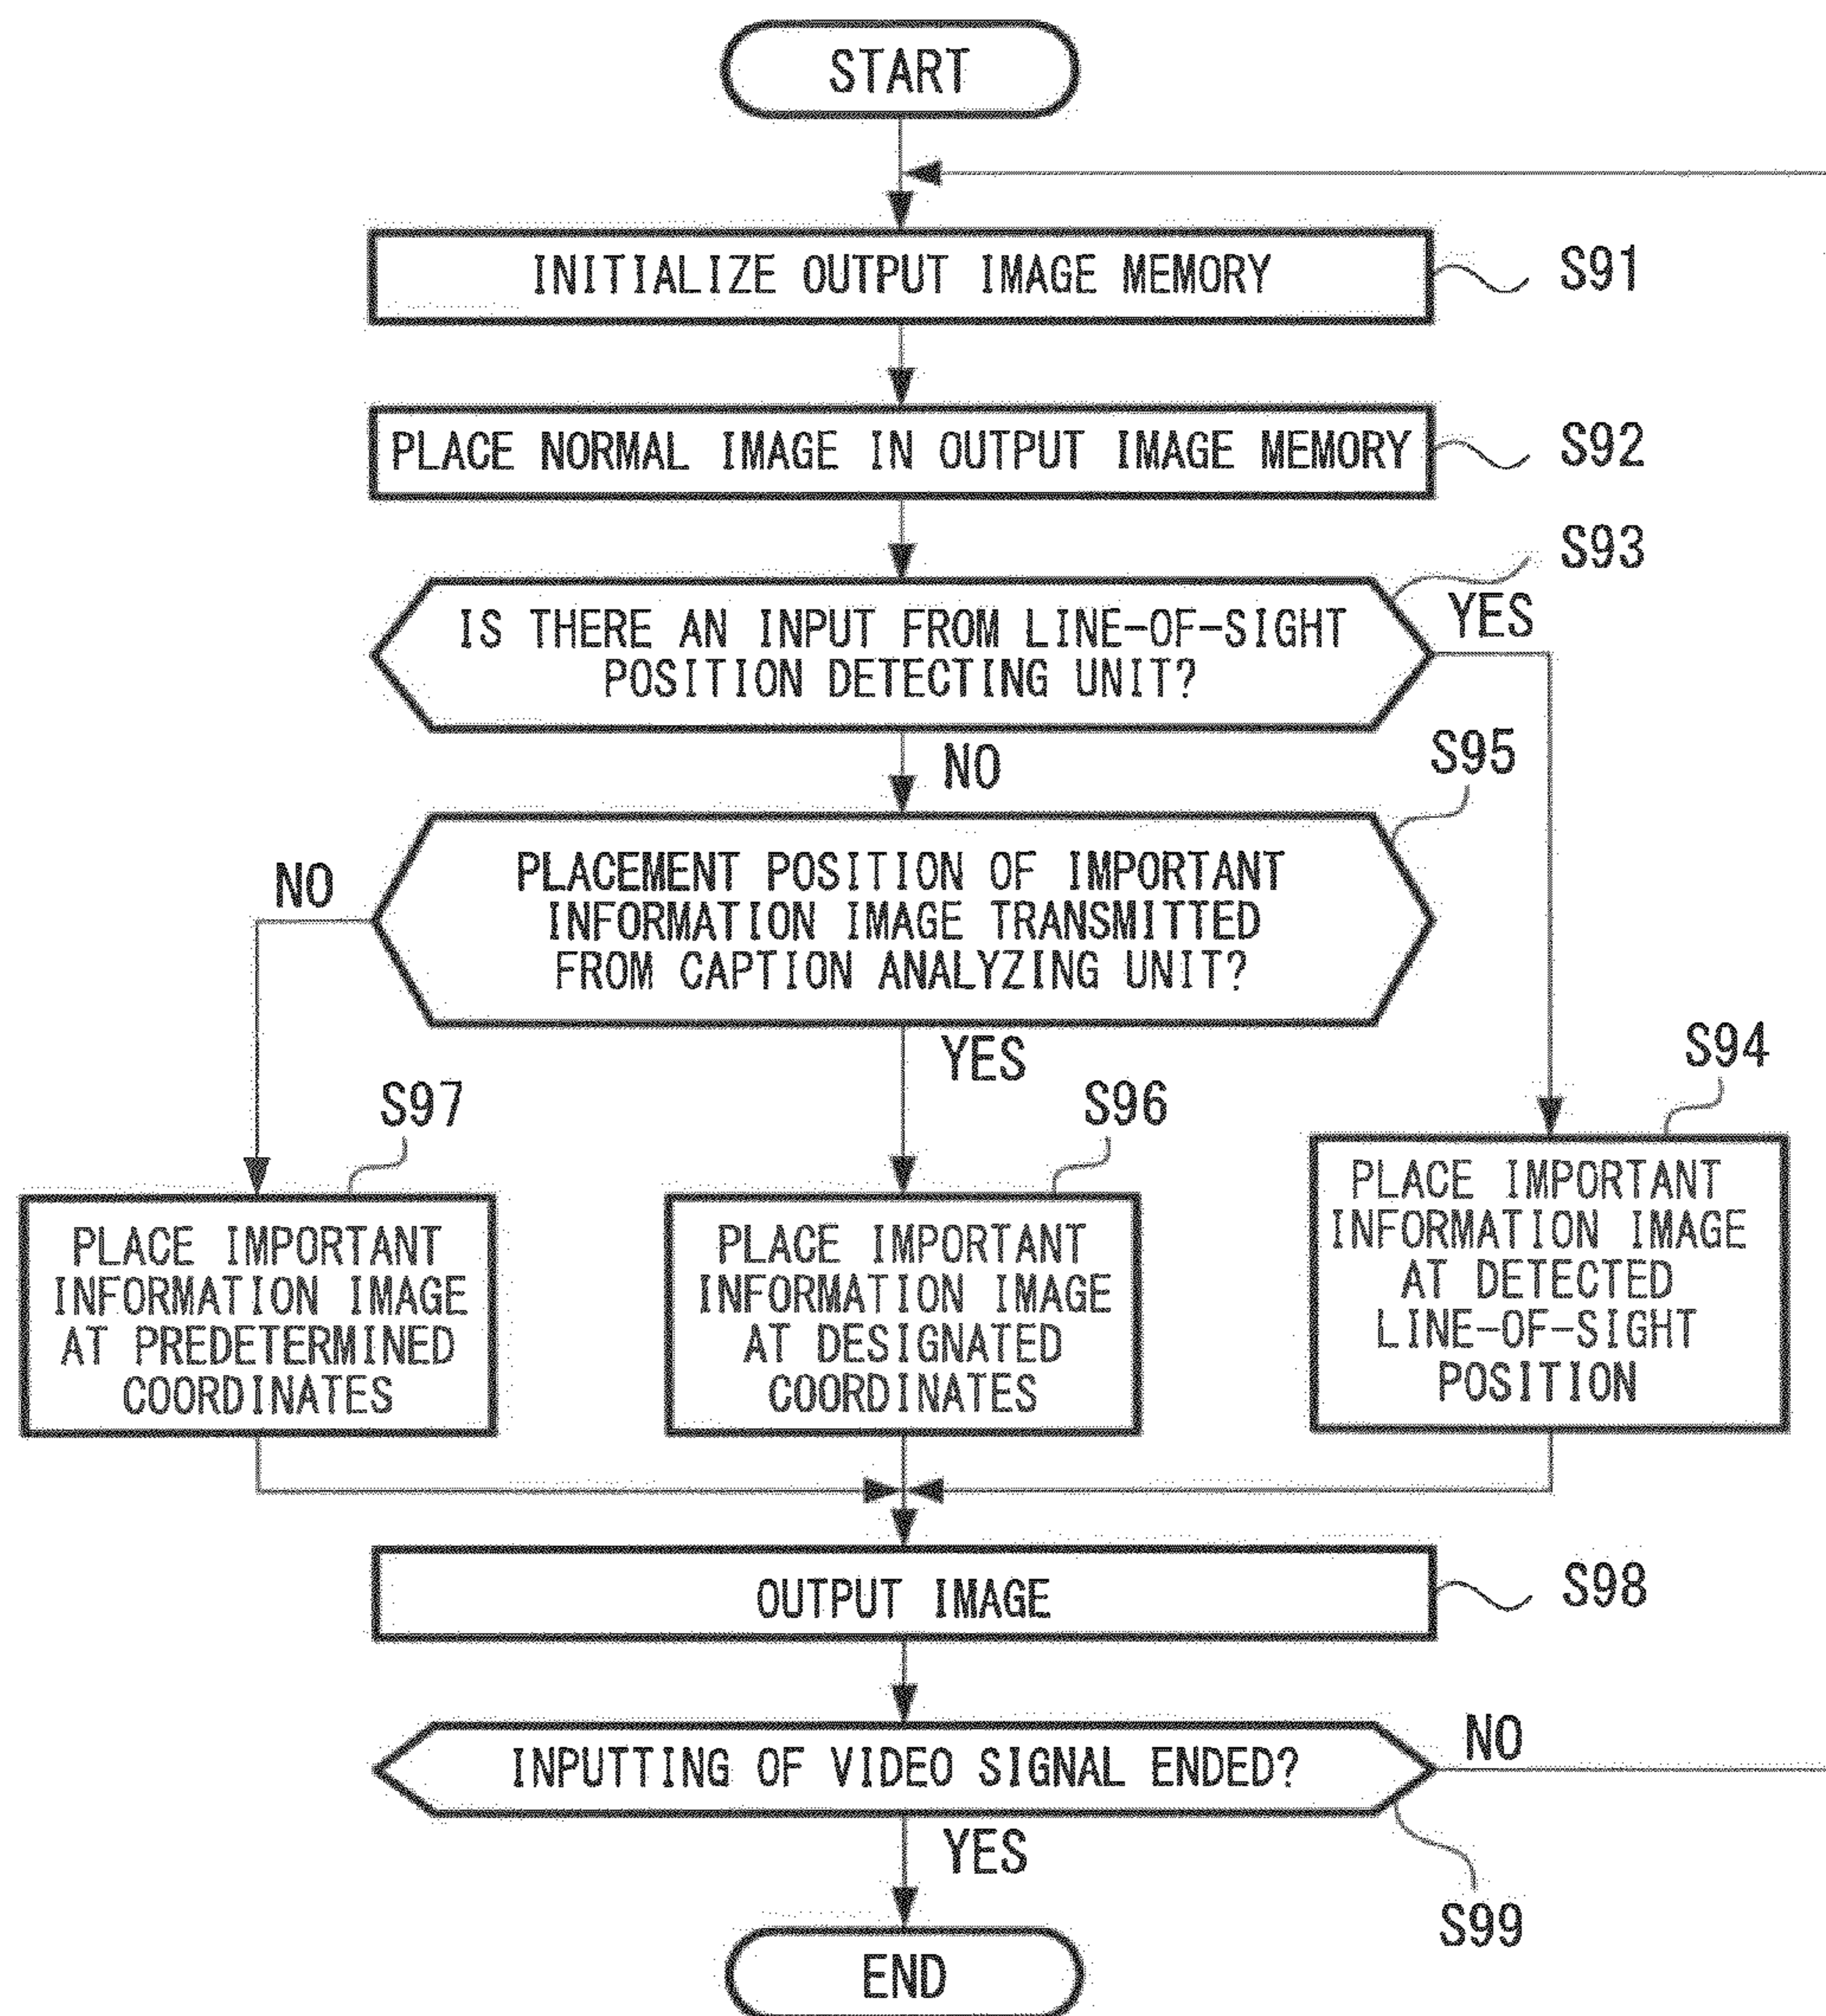 START
INITIALIZE OUTPUT IMAGE MEMORY
S91
PLACE NORMAL IMAGE IN OUTPUT IMAGE MEMORY
S92
S93
IS THERE AN INPUT FROM LINE-OF-SIGHT
POSITION DETECTING UNIT?
YES
NO
S95
PLACEMENT POSITION OF IMPORTANT
INFORMATION IMAGE TRANSMITTED
FROM CAPTION ANALYZING UNIT?
NO
YES
S97
PLACE IMPORTANT
INFORMATION IMAGE
AT PREDETERMINED
COORDINATES
S96
PLACE IMPORTANT
INFORMATION IMAGE
AT DESIGNATED
COORDINATES
S94
PLACE IMPORTANT
INFORMATION IMAGE
AT DETECTED
LINE-OF-SIGHT
POSITION
OUTPUT IMAGE
S98
INPUTTING OF VIDEO SIGNAL ENDED?
NO
YES
S99
END